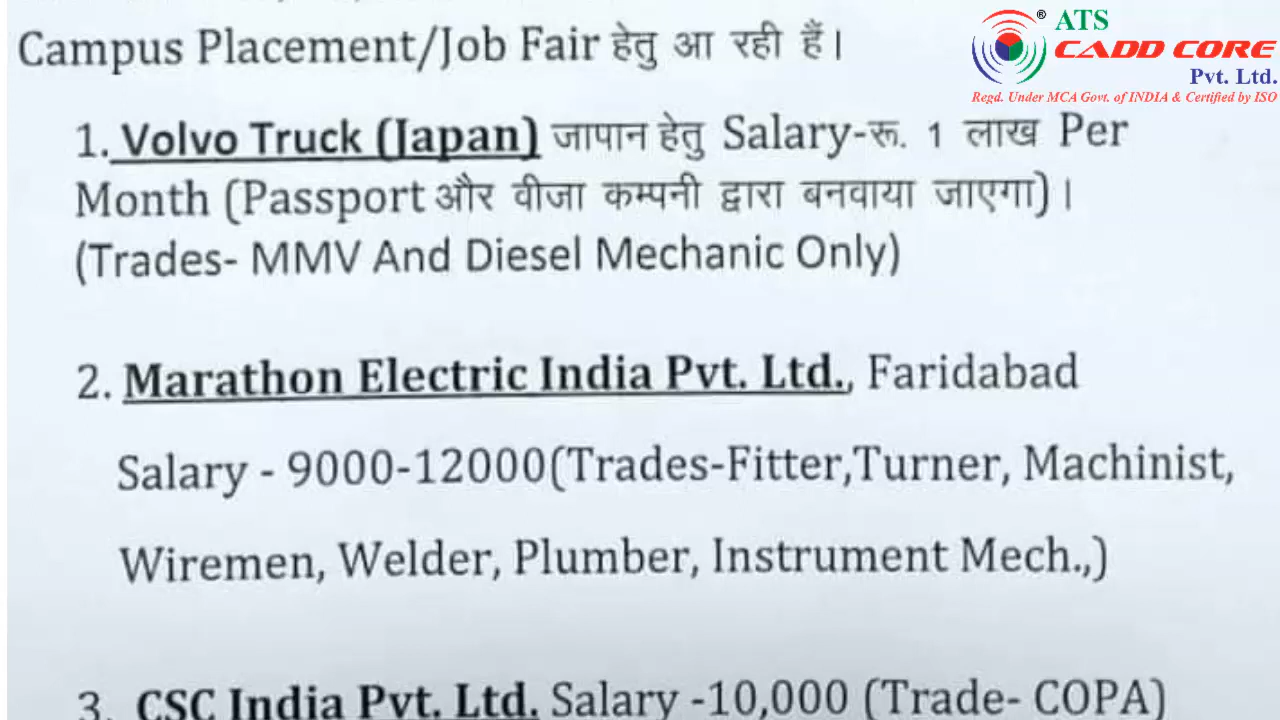 Campus Placement/Job Fair हेतु आ रही हैं।
® ATS
CADD CORE
Pvt. Ltd.
Regd. Under MCA Govt. of INDIA & Certified by ISO
1. Volvo Truck (Japan) जापान हेतु Salary-रू. 1 लाख Per
Month (Passport और वीजा कम्पनी द्वारा बनवाया जाएगा)।
(Trades- MMV And Diesel Mechanic Only)
2. Marathon Electric India Pvt. Ltd., Faridabad
Salary - 9000-12000(Trades-Fitter,Turner, Machinist,
Wiremen, Welder, Plumber, Instrument Mech.,)
3. CSC India Pvt. Ltd. Salary -10,000 (Trade- COPA)